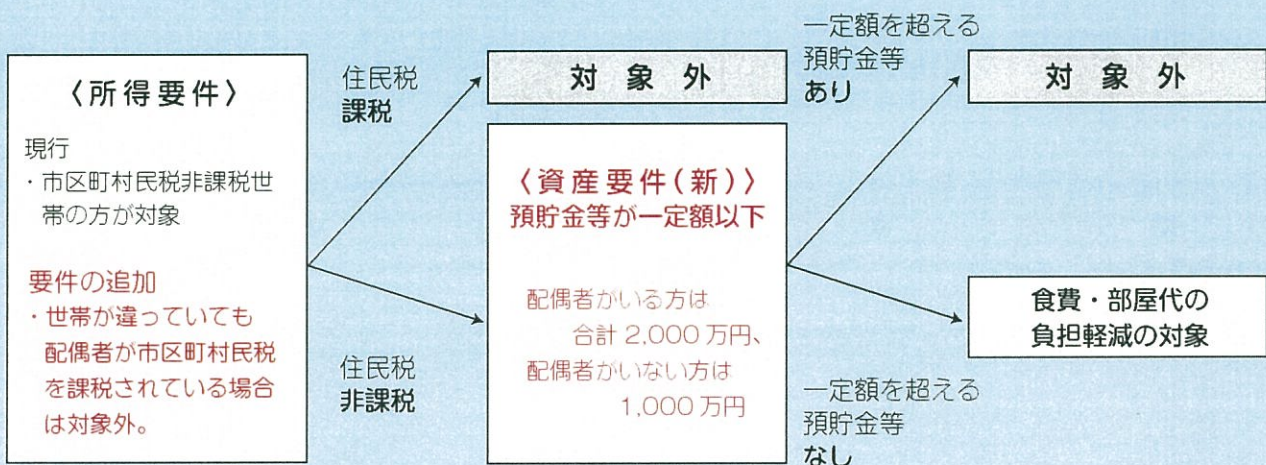 〈所得要件〉
現行
・市区町村民税非課税世
帯の方が対象
要件の追加
・世帯が違っていても
配偶者が市区町村民税
を課税されている場合
は対象外。
住民税
課税
住民税
非課税
対象外
〈資産要件(新)〉
預貯金等が一定額以下
配偶者がいる方は
合計 2,000 万円、
配偶者がいない方は
1,000 万円
一定額を超える
預貯金等
あり
一定額を超える
預貯金等
なし
対象外
食費・部屋代の
負担軽減の対象